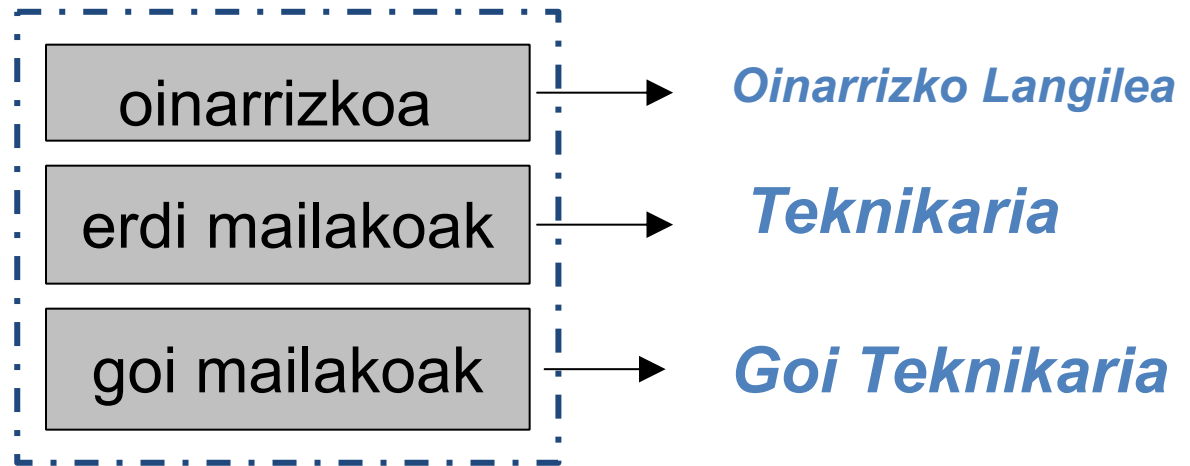 oinarrizkoa
Oinarrizko Langilea
erdi mailakoak
Teknikaria
goi mailakoak
Goi Teknikaria